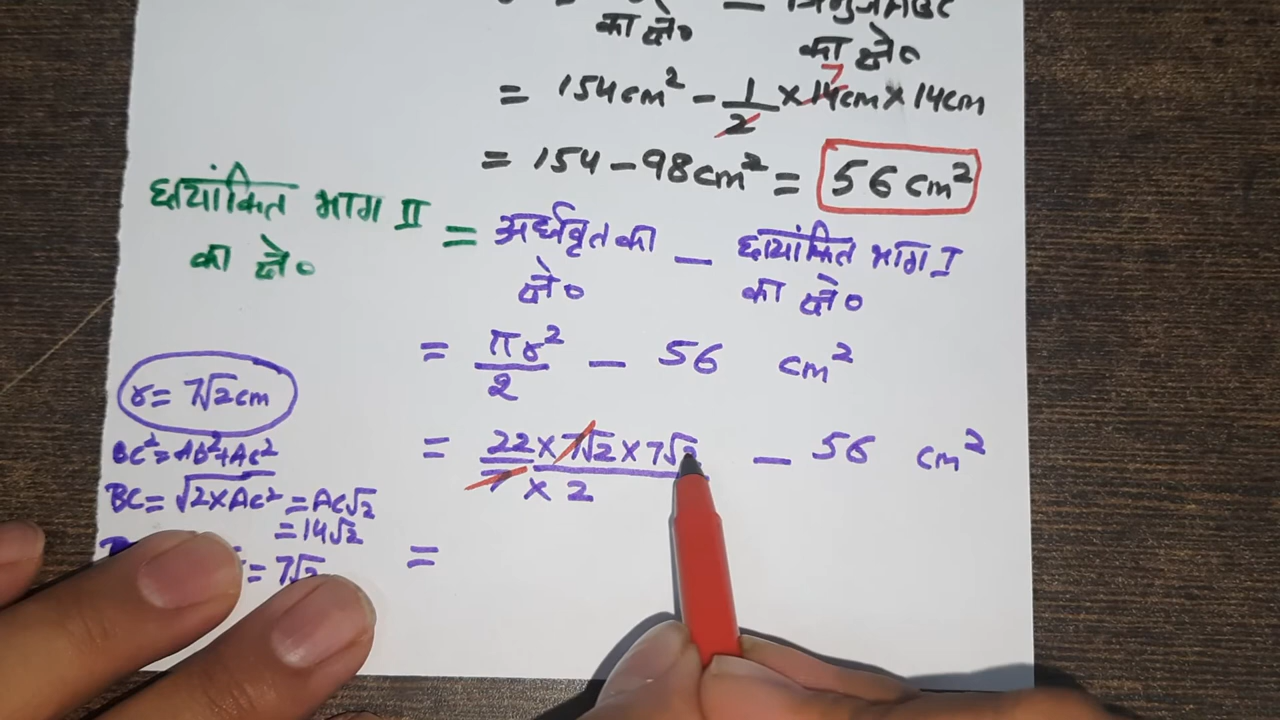 का क्षे० का क्षे०
= 154cm² - 1/2 × 14cm × 14cm
7
= 154 - 98cm² = 56 cm²
छायांकित भाग II का क्षे० = अर्धवृत का क्षे० - छायांकित भाग I का क्षे०
= πr²/2 - 56 cm²
r = 7√2cm
= 22 × 7√2 × 7√2 / 7 × 2 - 56 cm²
BC² = AB² + AC²
BC = √2×AC² = AC√2
= 14√2
=
= 7√2